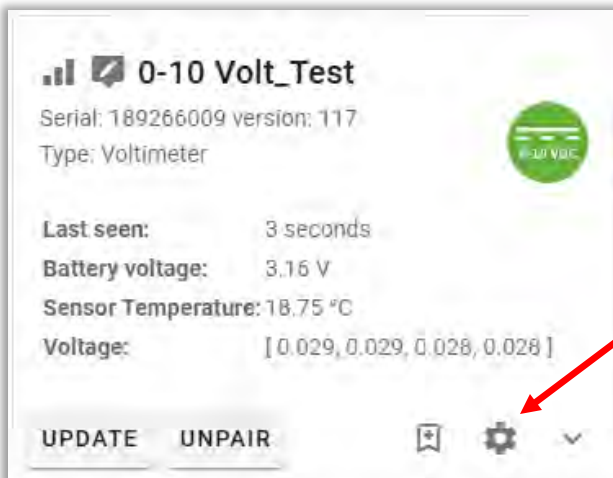 0-10 Volt_Test
Serial: 189266009 version: 117
Type: Voltimeter
0-10 VDC
Last seen: 3 seconds
Battery voltage: 3.16 V
Sensor Temperature: 18.75 °C
Voltage: [ 0.029, 0.029, 0.028, 0.028 ]
UPDATE UNPAIR